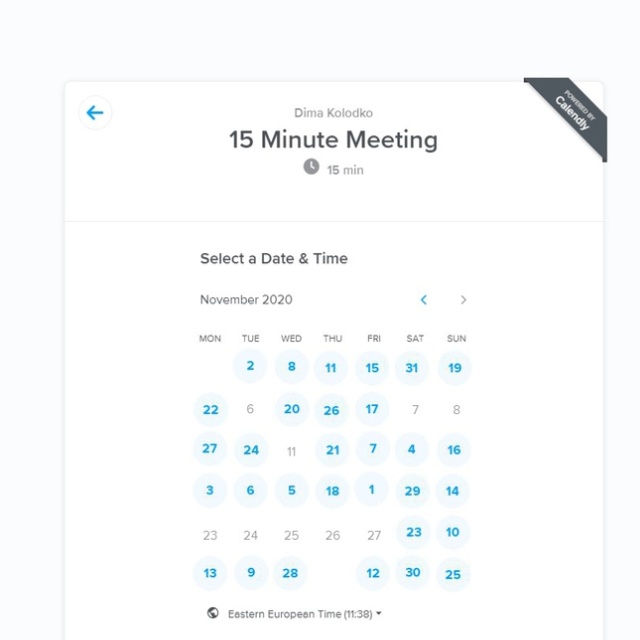 Dima Kolodko
15 Minute Meeting
15 min
POWERED BY
Calendly
Select a Date & Time
November 2020
MON TUE WED THU FRI SAT SUN
2 8 11 15 31 19
22 6 20 26 17 7 8
27 24 11 21 7 4 16
3 6 5 18 1 29 14
23 24 25 26 27 23 10
13 9 28 12 30 25
Eastern European Time (11:38)